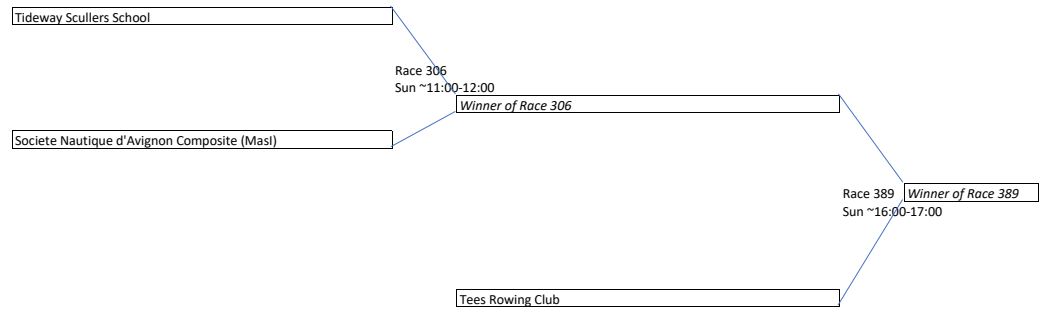 Tideway Scullers School
Race 306
Sun ~11:00-12:00
Winner of Race 306
Societe Nautique d'Avignon Composite (Masl)
Race 389
Winner of Race 389
Sun ~16:00-17:00
Tees Rowing Club